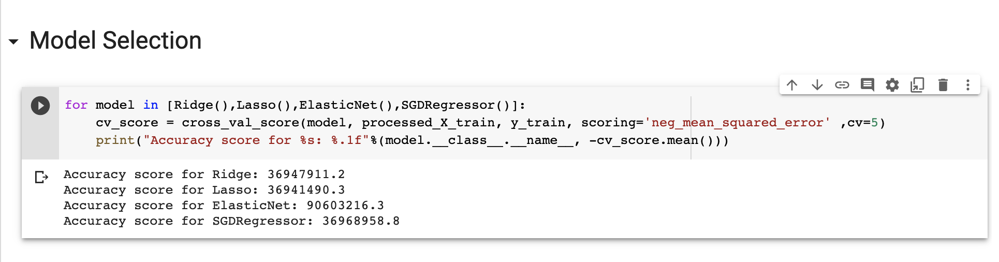 Model Selection
for model in [Ridge(),Lasso(),ElasticNet(),SGDRegressor()]:
cv_score = cross_val_score(model, processed_X_train, y_train, scoring='neg_mean_squared_error' ,cv=5)
print("Accuracy score for %s: %.1f"%(model.__class__.__name__, -cv_score.mean()))
Accuracy score for Ridge: 36947911.2
Accuracy score for Lasso: 36941490.3
Accuracy score for ElasticNet: 90603216.3
Accuracy score for SGDRegressor: 36968958.8